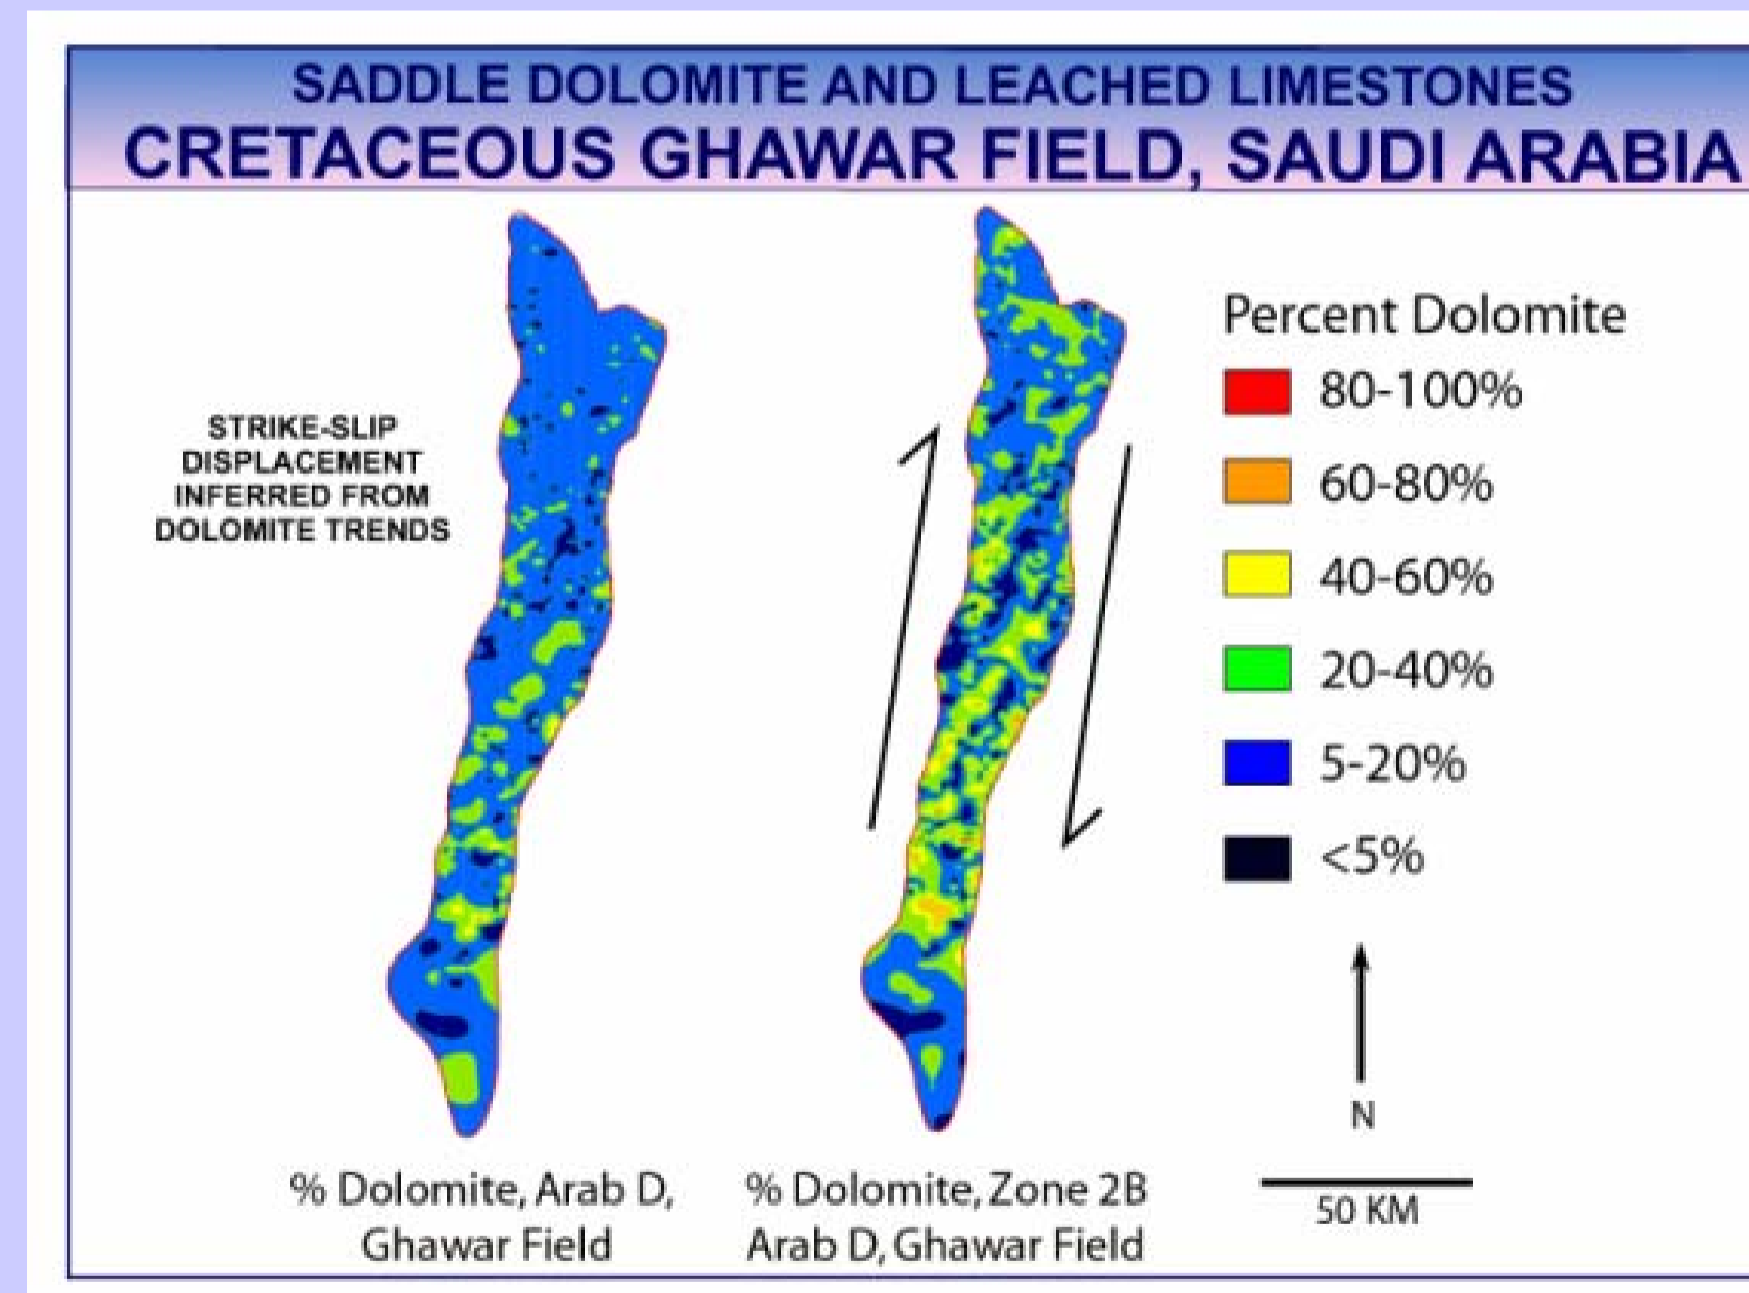 SADDLE DOLOMITE AND LEACHED LIMESTONES
CRETACEOUS GHAWAR FIELD, SAUDI ARABIA
STRIKE-SLIP
DISPLACEMENT
INFERRED FROM
DOLOMITE TRENDS
Percent Dolomite
80-100%
60-80%
40-60%
20-40%
5-20%
<5%
N
50 KM
% Dolomite, Arab D,
Ghawar Field
% Dolomite, Zone 2B
Arab D, Ghawar Field